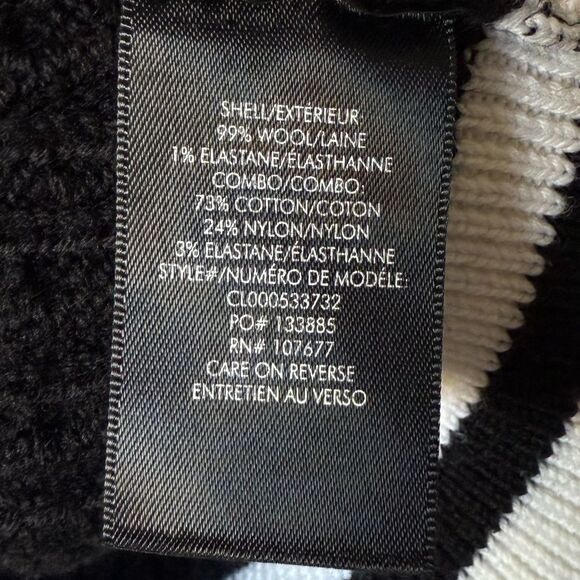 SHELL/EXTÉRIEUR
99% WOOL/LAINE
1% ELASTANE/ÉLASTHANNE
COMBO/COMBO:
73% COTTON/COTON
24% NYLON/NYLON
3% ELASTANE/ÉLASTHANNE
STYLE#/NUMÉRO DE MODÉLE:
CL000533732
PO# 133885
RN# 107677
CARE ON REVERSE
ENTRETIEN AU VERSO